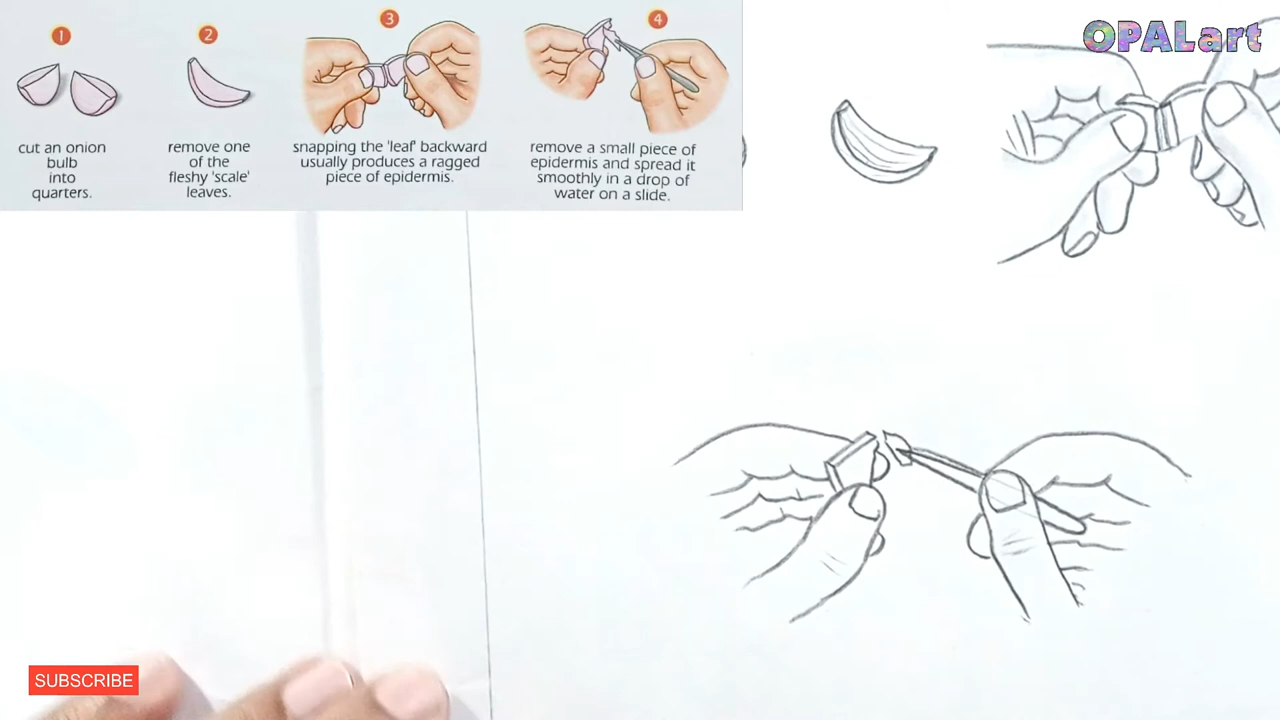 1
2
3
4
cut an onion
bulb
into
quarters.
remove one
of the
fleshy 'scale'
leaves.
snapping the 'leaf' backward
usually produces a ragged
piece of epidermis.
remove a small piece of
epidermis and spread it
smoothly in a drop of
water on a slide.
OPALart
SUBSCRIBE